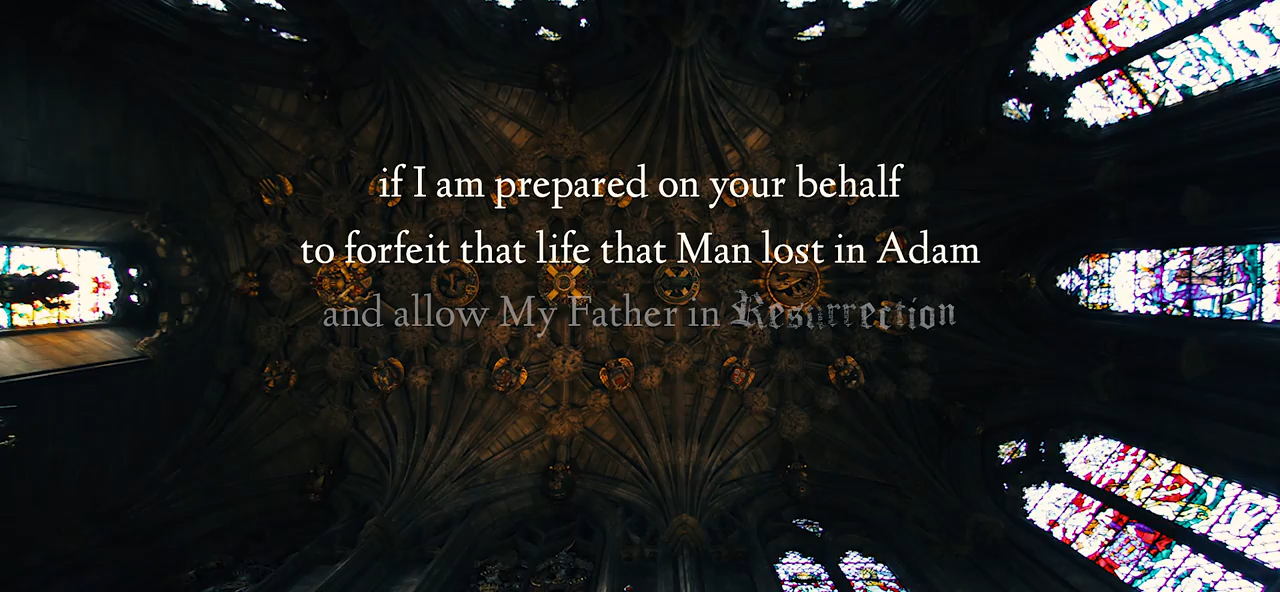 if I am prepared on your behalf
to forfeit that life that Man lost in Adam
and allow My Father in Resurrection